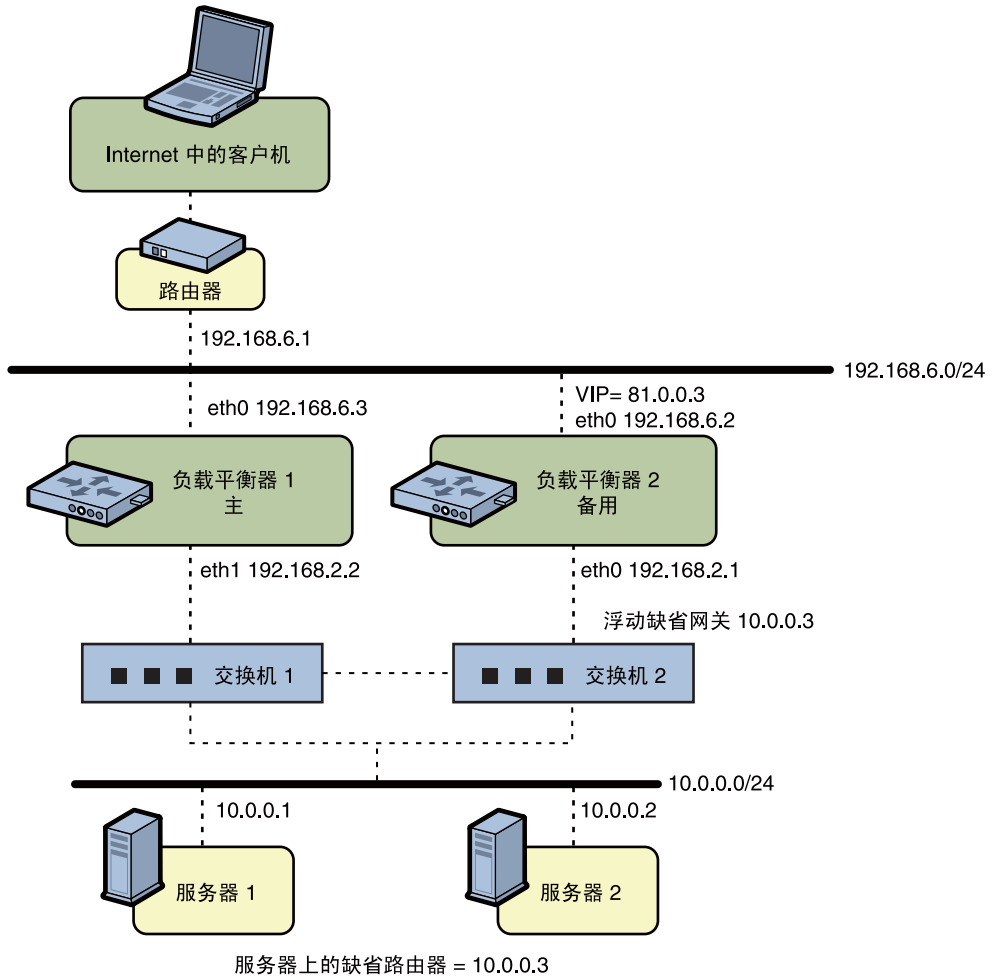 Internet 中的客户机
路由器
192.168.6.1
192.168.6.0/24
eth0 192.168.6.3
VIP= 81.0.0.3
eth0 192.168.6.2
负载平衡器 1
主
负载平衡器 2
备用
eth1 192.168.2.2
eth0 192.168.2.1
浮动缺省网关 10.0.0.3
交换机 1
交换机 2
10.0.0.0/24
10.0.0.1
10.0.0.2
服务器 1
服务器 2
服务器上的缺省路由器 = 10.0.0.3